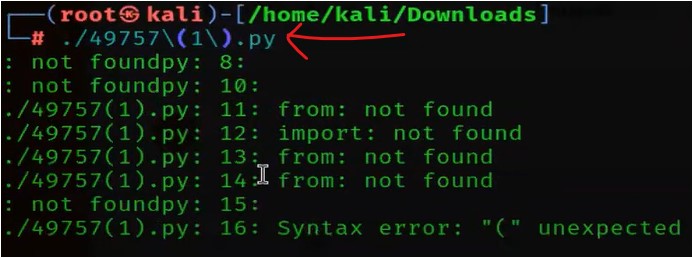 (root㉿kali)-[/home/kali/Downloads]
# ./49757\(1\).py
: not foundpy: 8:
: not foundpy: 10:
./49757(1).py: 11: from: not found
./49757(1).py: 12: import: not found
./49757(1).py: 13: from: not found
./49757(1).py: 14: from: not found
: not foundpy: 15:
./49757(1).py: 16: Syntax error: "(" unexpected